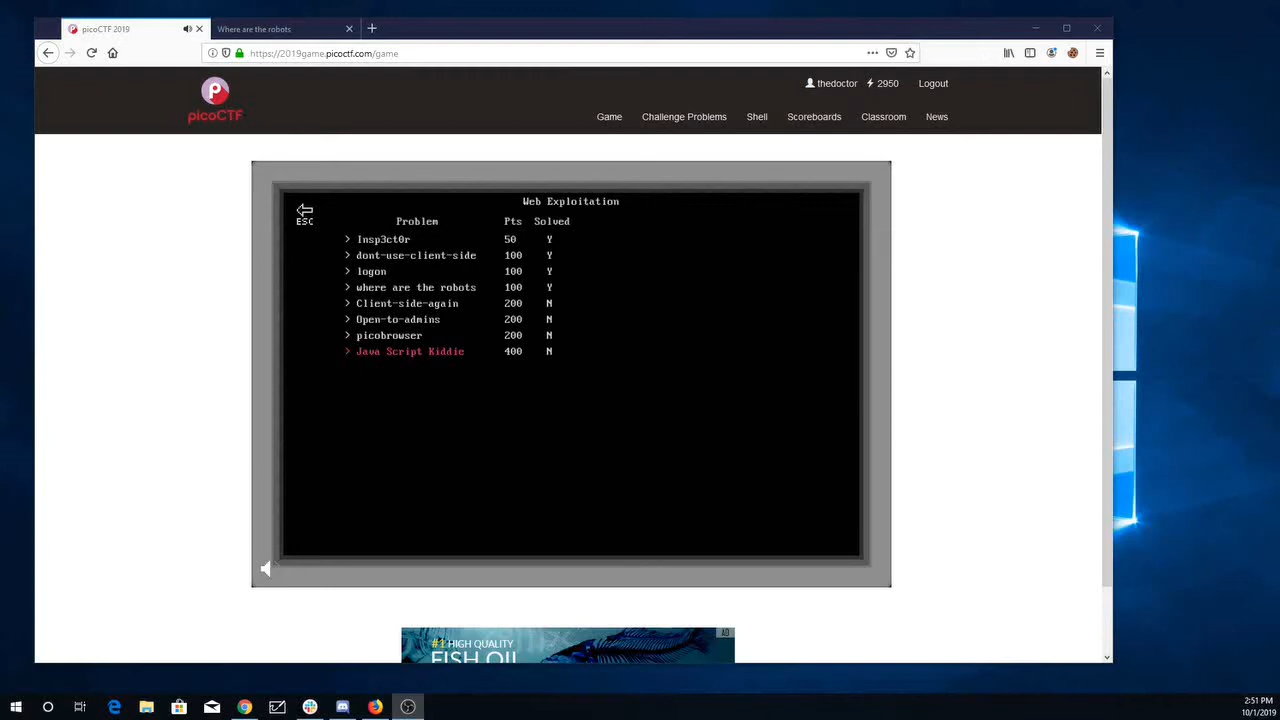 picoCTF 2019
Where are the robots
https://2019game.picoctf.com/game
thedoctor 2950 Logout
picoCTF
Game Challenge Problems Shell Scoreboards Classroom News
Web Exploitation
ESC
Problem Pts Solved
> Insp3ct0r 50 Y
> dont-use-client-side 100 Y
> logon 100 Y
> where are the robots 100 Y
> Client-side-again 200 N
> Open-to-admins 200 N
> picobrowser 200 N
> Java Script Kiddie 400 N
AD
#1 HIGH QUALITY
FISH OIL
2:51 PM
10/1/2019